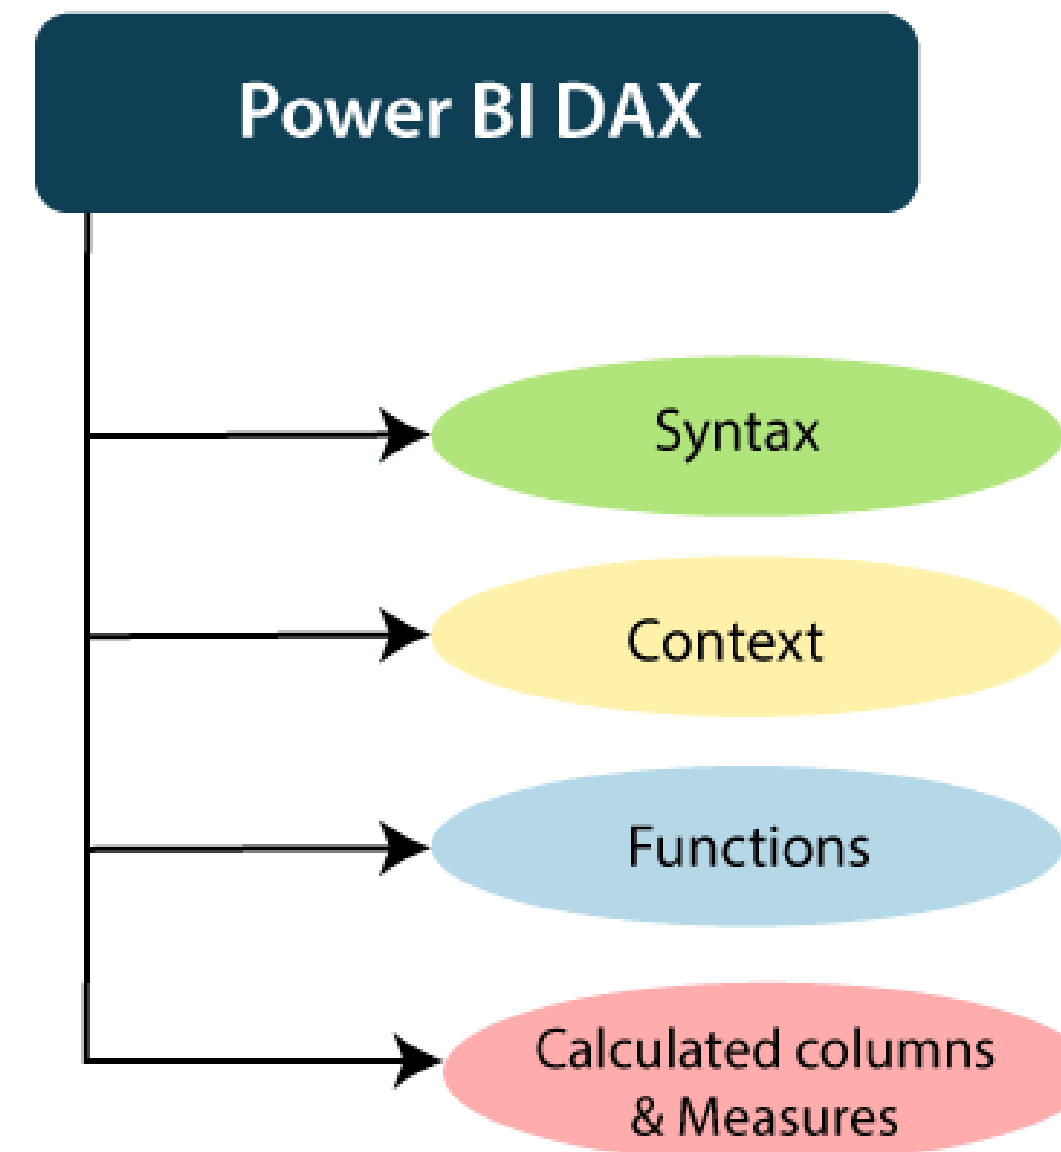 Power BI DAX
Syntax
Context
Functions
Calculated columns
& Measures